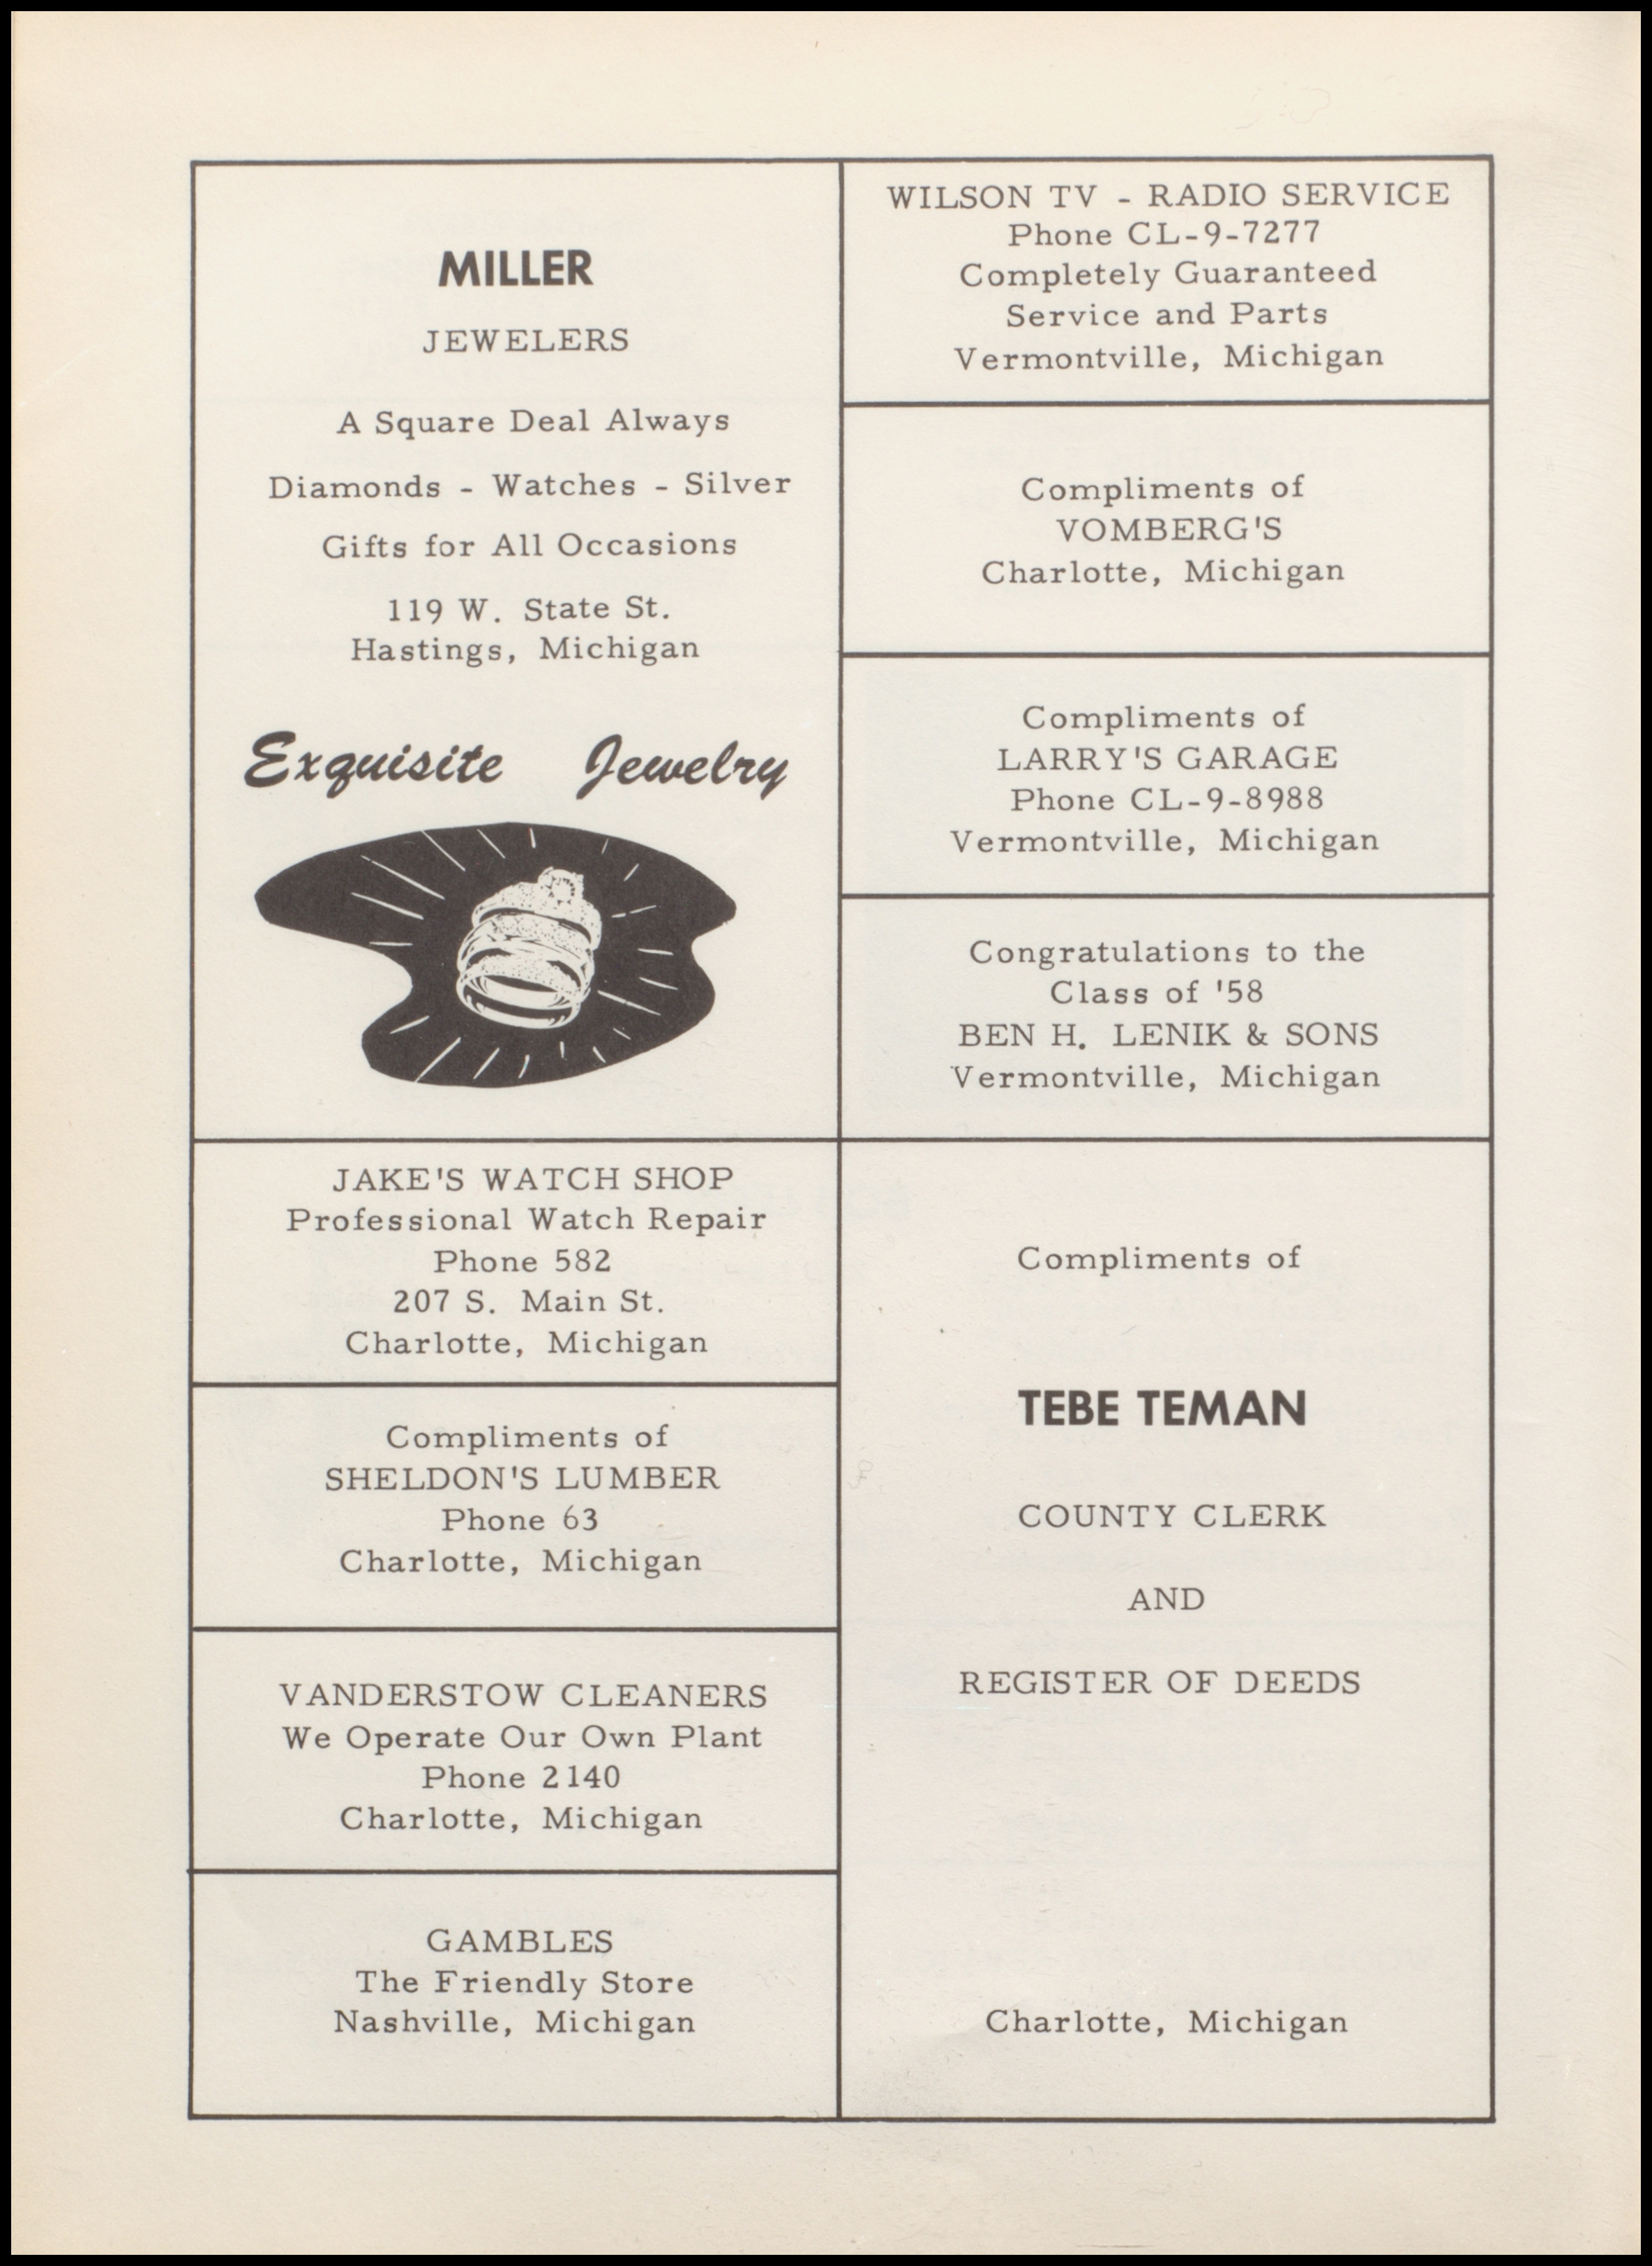 MILLER
JEWELERS
A Square Deal Always
Diamonds - Watches - Silver
Gifts for All Occasions
119 W. State St.
Hastings, Michigan
Exquisite Jewelry
JAKE'S WATCH SHOP
Professional Watch Repair
Phone 582
207 S. Main St.
Charlotte, Michigan
Compliments of
SHELDON'S LUMBER
Phone 63
Charlotte, Michigan
VANDERSTOW CLEANERS
We Operate Our Own Plant
Phone 2140
Charlotte, Michigan
GAMBLES
The Friendly Store
Nashville, Michigan
WILSON TV - RADIO SERVICE
Phone CL-9-7277
Completely Guaranteed
Service and Parts
Vermontville, Michigan
Compliments of
VOMBERG'S
Charlotte, Michigan
Compliments of
LARRY'S GARAGE
Phone CL-9-8988
Vermontville, Michigan
Congratulations to the
Class of '58
BEN H. LENIK & SONS
Vermontville, Michigan
Compliments of
TEBE TEMAN
COUNTY CLERK
AND
REGISTER OF DEEDS
Charlotte, Michigan